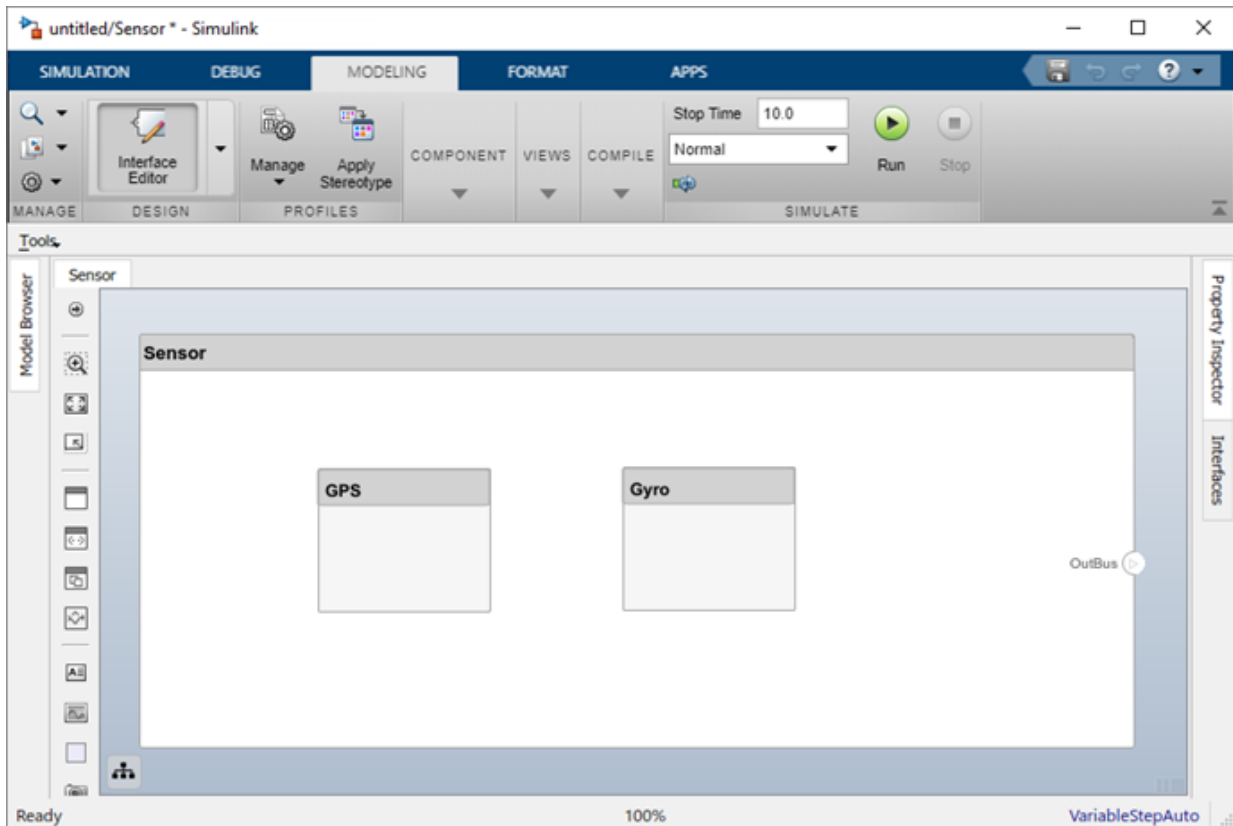 untitled/Sensor * - Simulink
SIMULATION DEBUG MODELING FORMAT APPS
Interface Editor
Manage
Apply Stereotype
COMPONENT VIEWS COMPILE
Stop Time 10.0
Normal
Run Stop
MANAGE DESIGN PROFILES SIMULATE
Tools
Model Browser
Sensor
Sensor
GPS
Gyro
OutBus
Property Inspector
Interfaces
Ready 100% VariableStepAuto